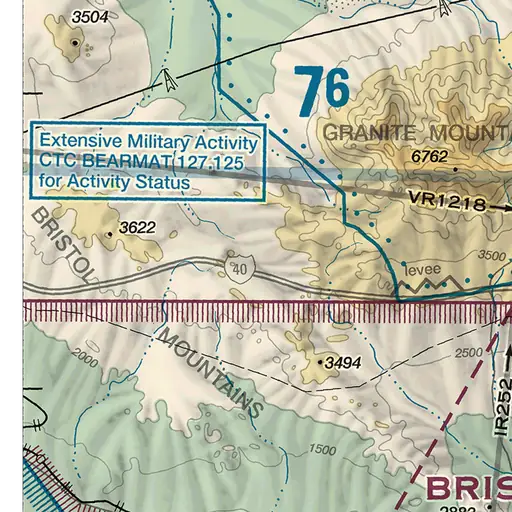 3504
7⁶
Extensive Military Activity
CTC BEARMAT 127.125
for Activity Status
GRANITE MOUNTA
6762
VR1218
3622
BRISTOL
MOUNTAINS
40
3500
levee
3494
2500
2000
1500
IR252
BRIS